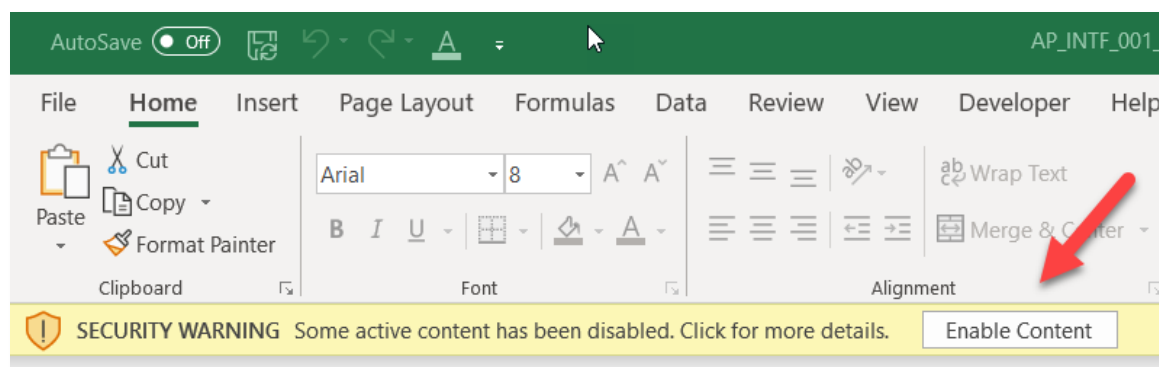 AutoSave Off A AP_INTF_001_
File Home Insert Page Layout Formulas Data Review View Developer Help
Cut
Copy
Format Painter
Paste
Arial 8 A A
B I U A
ab Wrap Text
Merge & Center
Clipboard Font Alignment
SECURITY WARNING Some active content has been disabled. Click for more details. Enable Content